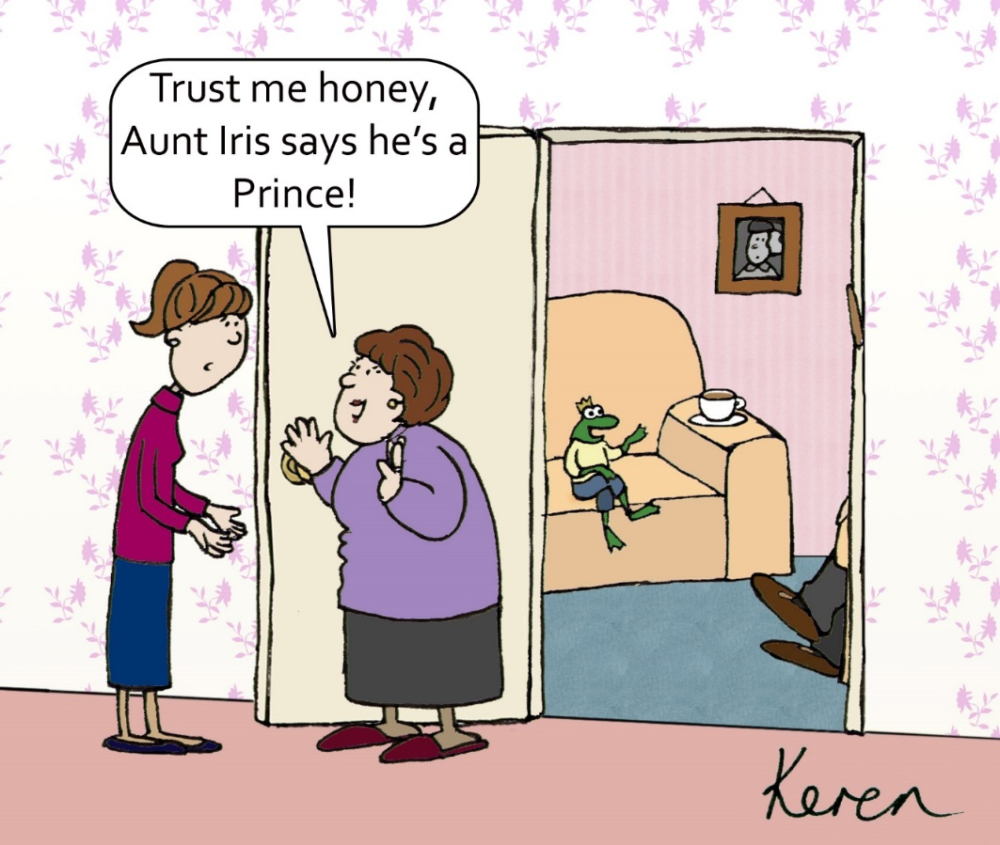 Trust me honey,
Aunt Iris says he's a
Prince!
Keren